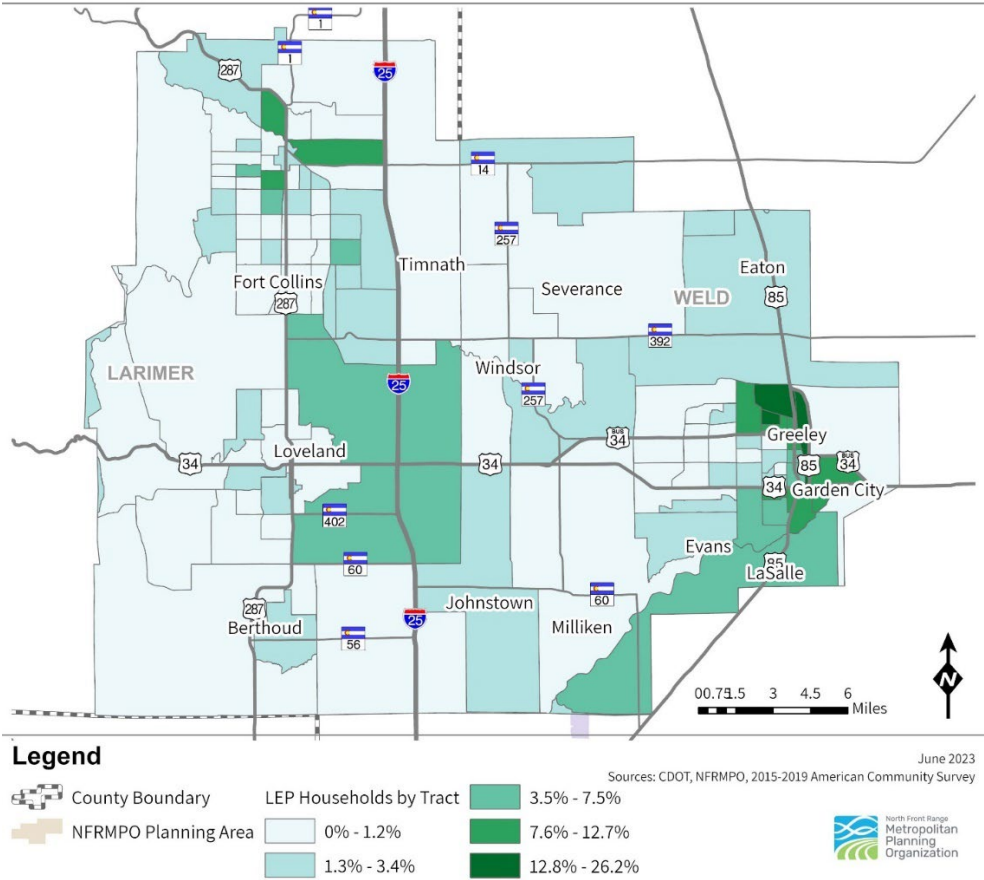 1
287
1
25
14
257
Timnath
Eaton
Severance
Fort Collins
WELD
85
287
392
LARIMER
Windsor
25
257
BUS
34
Greeley
Loveland
34
34
85
BUS
34
34
Garden City
402
Evans
85
LaSalle
60
60
Johnstown
287
25
Milliken
Berthoud
56
N
00.751.5 3 4.5 6
Miles
Legend
June 2023
Sources: CDOT, NFRMPO, 2015-2019 American Community Survey
County Boundary
NFRMPO Planning Area
LEP Households by Tract
0% - 1.2%
1.3% - 3.4%
3.5% - 7.5%
7.6% - 12.7%
12.8% - 26.2%
North Front Range
Metropolitan
Planning
Organization